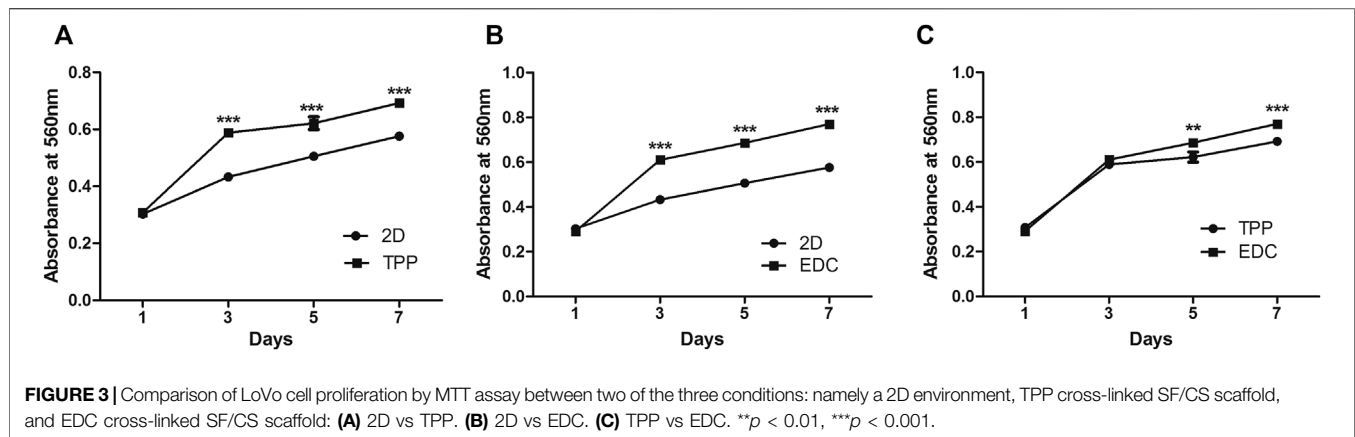 A
0.8
0.6
0.4
0.2
0.0
Absorbance at 560nm
***
***
***
2D
TPP
1
3
5
7
Days
B
1.0
0.8
0.6
0.4
0.2
0.0
Absorbance at 560nm
***
***
***
2D
EDC
1
3
5
7
Days
C
1.0
0.8
0.6
0.4
0.2
0.0
Absorbance at 560nm
**
***
TPP
EDC
1
3
5
7
Days
FIGURE 3 | Comparison of LoVo cell proliferation by MTT assay between two of the three conditions: namely a 2D environment, TPP cross-linked SF/CS scaffold,
and EDC cross-linked SF/CS scaffold: (A) 2D vs TPP. (B) 2D vs EDC. (C) TPP vs EDC. **p < 0.01, ***p < 0.001.